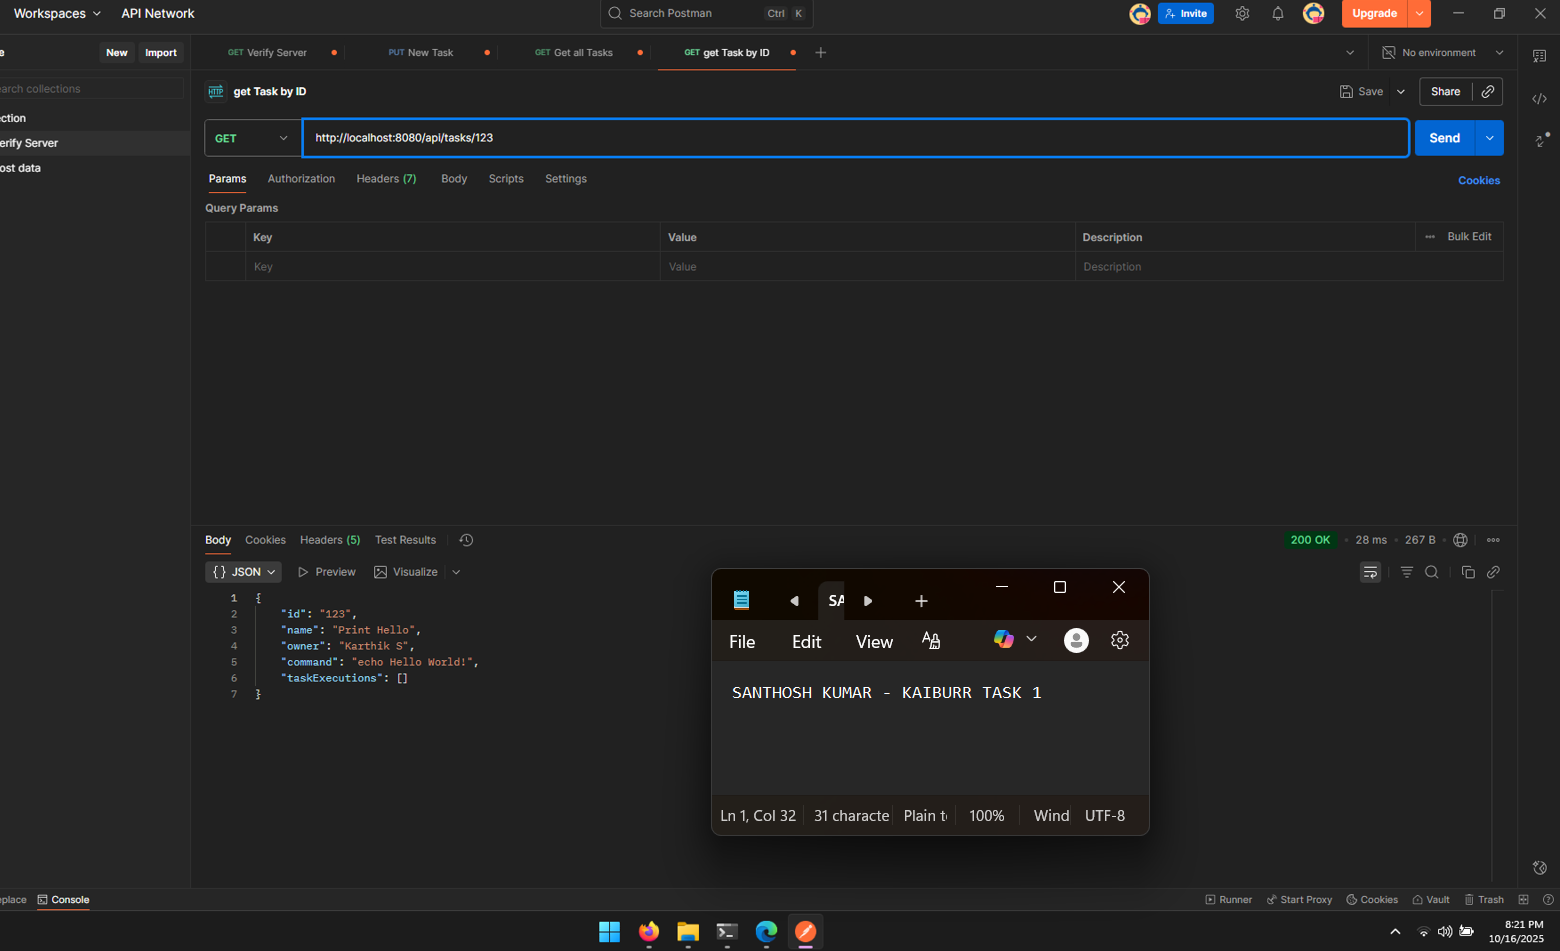 Workspaces
API Network
Search Postman
Ctrl K
Invite
Upgrade
New
Import
GET Verify Server
PUT New Task
GET Get all Tasks
GET get Task by ID
No environment
arch collections
ction
erify Server
ost data
HTTP
get Task by ID
Save
Share
GET
http://localhost:8080/api/tasks/123
Send
Params
Authorization
Headers (7)
Body
Scripts
Settings
Cookies
Query Params
Key
Value
Description
Bulk Edit
Key
Value
Description
Body
Cookies
Headers (5)
Test Results
200 OK
28 ms
267 B
{ } JSON
Preview
Visualize
1 {
2 "id": "123",
3 "name": "Print Hello",
4 "owner": "Karthik S",
5 "command": "echo Hello World!",
6 "taskExecutions": []
7 }
SA
File
Edit
View
SANTHOSH KUMAR - KAIBURR TASK 1
Ln 1, Col 32
31 characte
Plain t
100%
Wind
UTF-8
eplace
Console
Runner
Start Proxy
Cookies
Vault
Trash
8:21 PM
10/16/2025